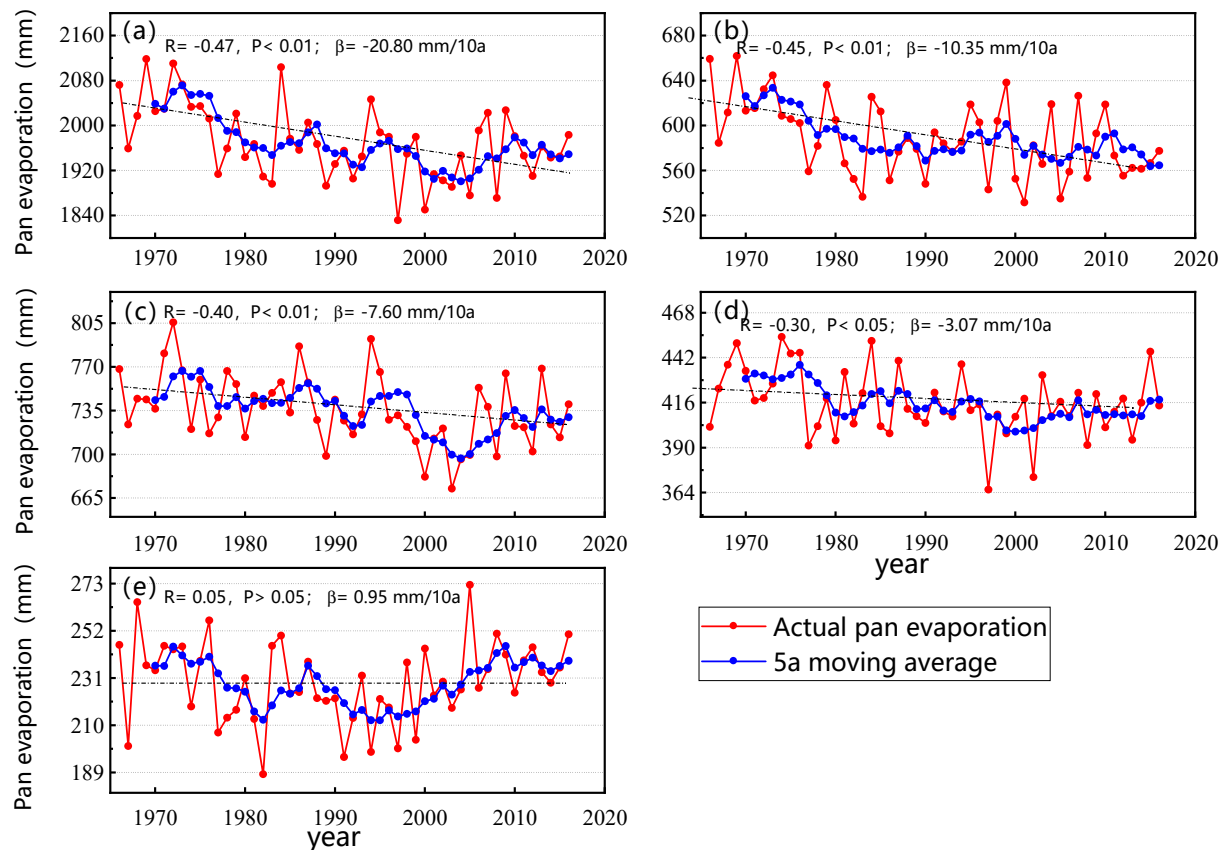 (a)
R= -0.47, P< 0.01; β= -20.80 mm/10a
Pan evaporation (mm)
2160
2080
2000
1920
1840
1970 1980 1990 2000 2010 2020
(b)
R= -0.45, P< 0.01; β= -10.35 mm/10a
680
640
600
560
520
1970 1980 1990 2000 2010 2020
(c)
R= -0.40, P< 0.01; β= -7.60 mm/10a
Pan evaporation (mm)
805
770
735
700
665
1970 1980 1990 2000 2010 2020
(d)
R= -0.30, P< 0.05; β= -3.07 mm/10a
468
442
416
390
364
1970 1980 1990 2000 2010 2020
year
(e)
R= 0.05, P> 0.05; β= 0.95 mm/10a
Pan evaporation (mm)
273
252
231
210
189
1970 1980 1990 2000 2010 2020
year
Actual pan evaporation
5a moving average